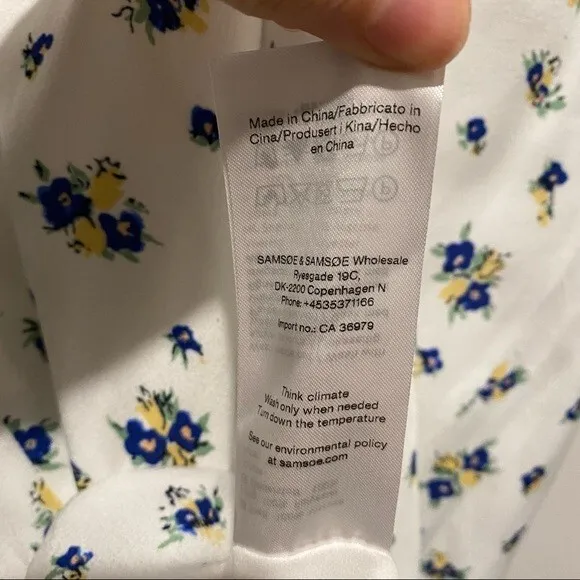 Made in China/Fabbricato in
Cina/Produsert i Kina/Hecho
en China
SAMSØE & SAMSØE Wholesale
Ryesgade 19C,
DK-2200 Copenhagen N
Phone: +4535371166
Import no.: CA 36979
Think climate
Wash only when needed
Turn down the temperature
See our environmental policy
at samsoe.com